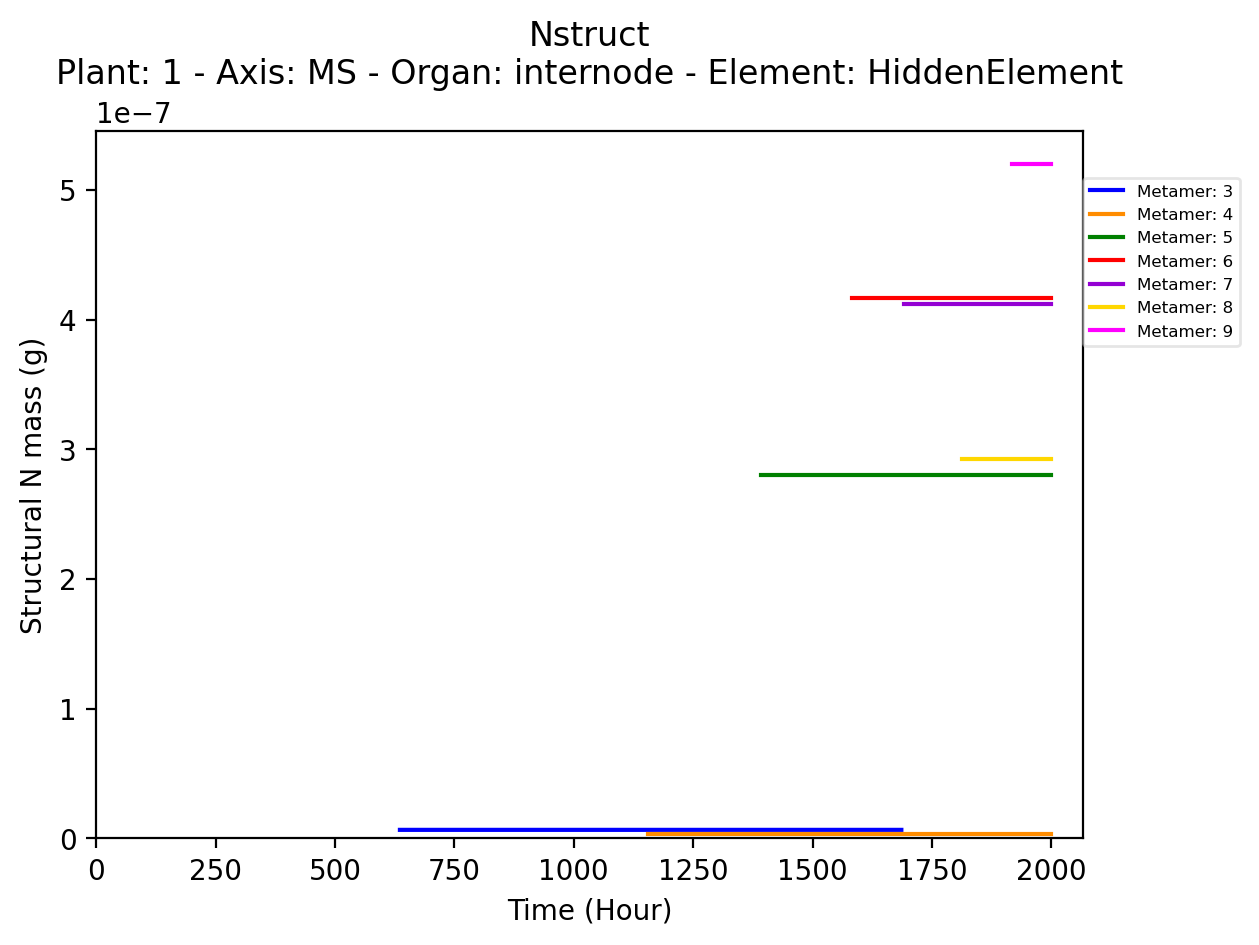 Nstruct
Plant: 1 - Axis: MS - Organ: internode - Element: HiddenElement
1e−7
5
4
3
2
1
0
Structural N mass (g)
0 250 500 750 1000 1250 1500 1750 2000
Time (Hour)
Metamer: 3
Metamer: 4
Metamer: 5
Metamer: 6
Metamer: 7
Metamer: 8
Metamer: 9